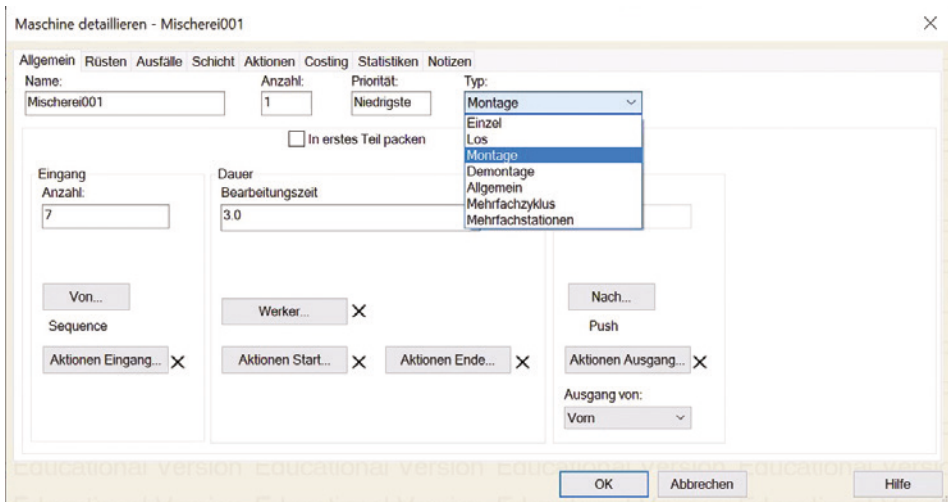 Maschine detaillieren - Mischerei001
Allgemein Rüsten Ausfälle Schicht Aktionen Costing Statistiken Notizen
Name: Anzahl: Priorität: Typ:
Mischerei001 1 Niedrigste Montage
In erstes Teil packen
Einzel
Los
Montage
Demontage
Allgemein
Mehrfachzyklus
Mehrfachstationen
Eingang
Anzahl:
7
Von...
Sequence
Aktionen Eingang...
Dauer
Bearbeitungszeit
3.0
Werker...
Aktionen Start... Aktionen Ende...
Nach...
Push
Aktionen Ausgang...
Ausgang von:
Vorn
Educational Version Educational Version Educational Version Educational
OK Abbrechen Hilfe